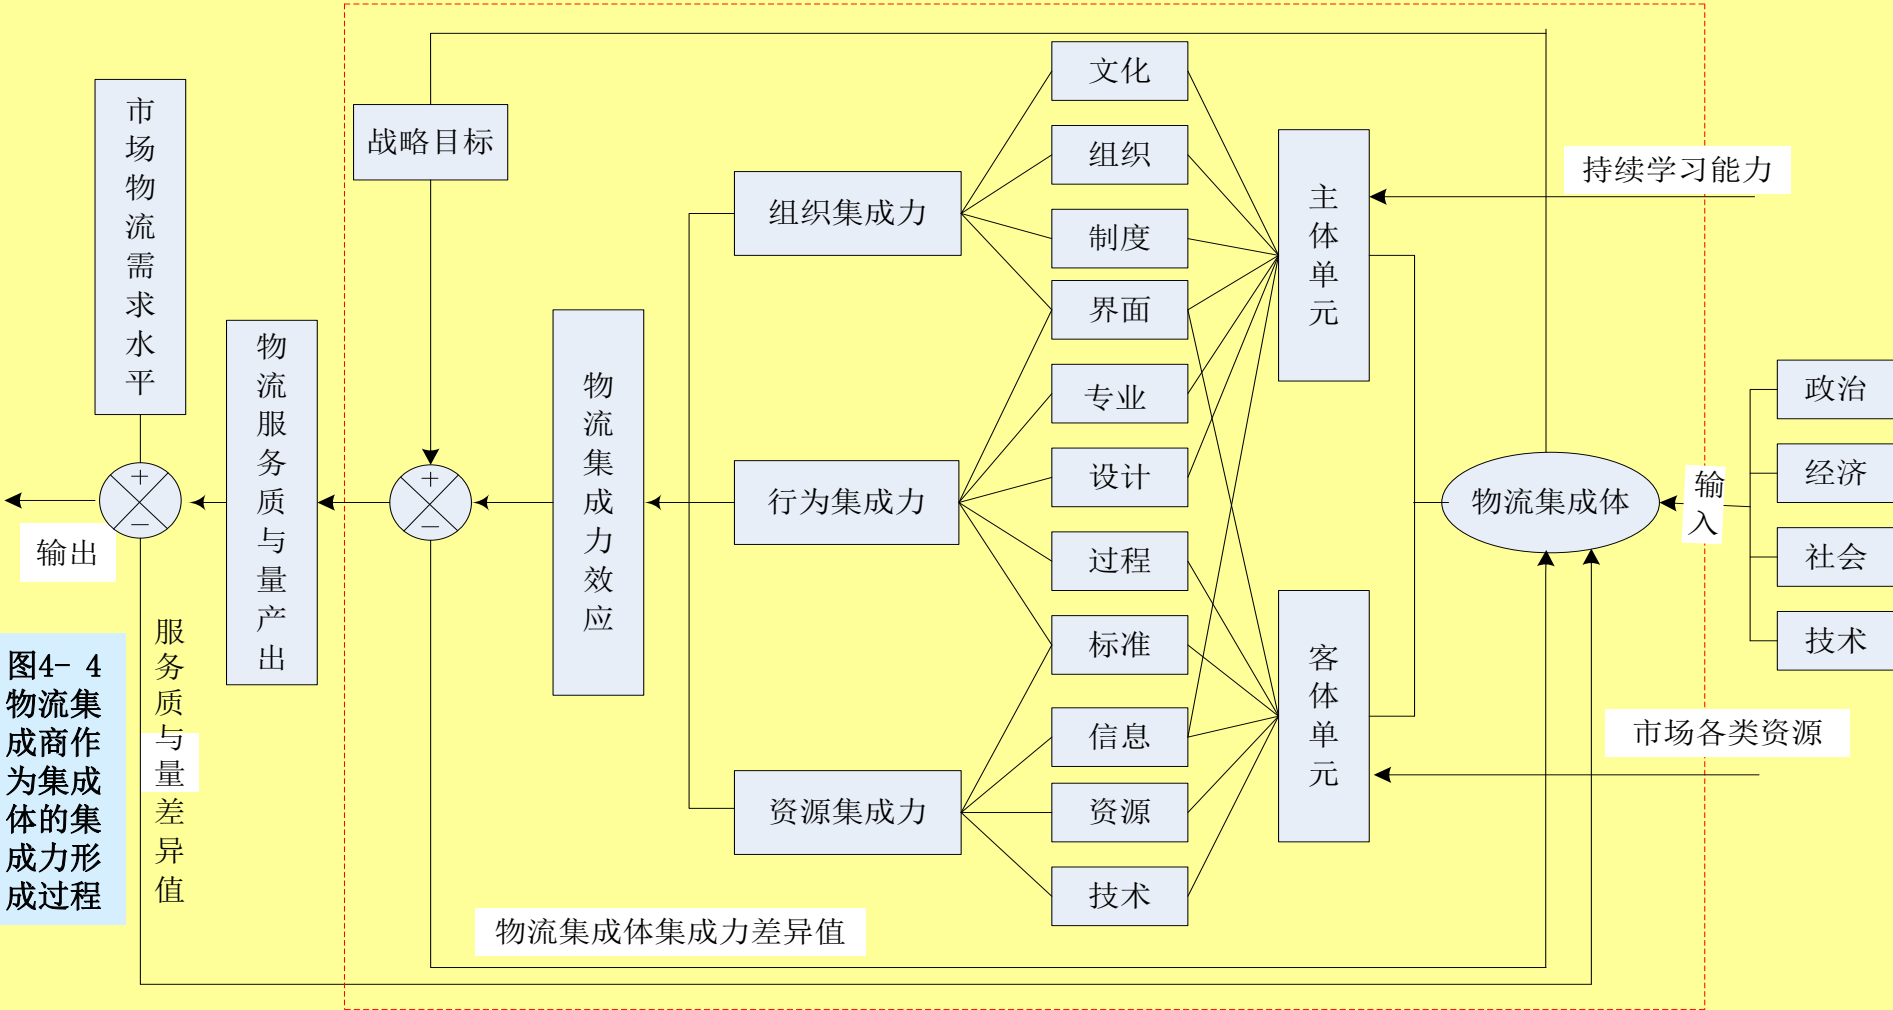 市场物流需求水平
战略目标
文化
组织
制度
界面
专业
设计
过程
标准
信息
资源
技术
组织集成力
行为集成力
资源集成力
主体单元
客体单元
持续学习能力
市场各类资源
物流集成体
输入
政治
经济
社会
技术
物流集成力效应
物流服务质与量产出
+
−
+
−
输出
服务质与量差异值
物流集成体集成力差异值
图4- 4
物流集
成商作
为集成
体的集
成力形
成过程